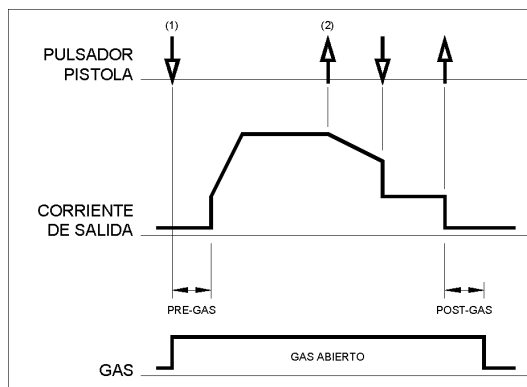 (1)
(2)
PULSADOR
PISTOLA
CORRIENTE
DE SALIDA
PRE-GAS
POST-GAS
GAS ABIERTO
GAS